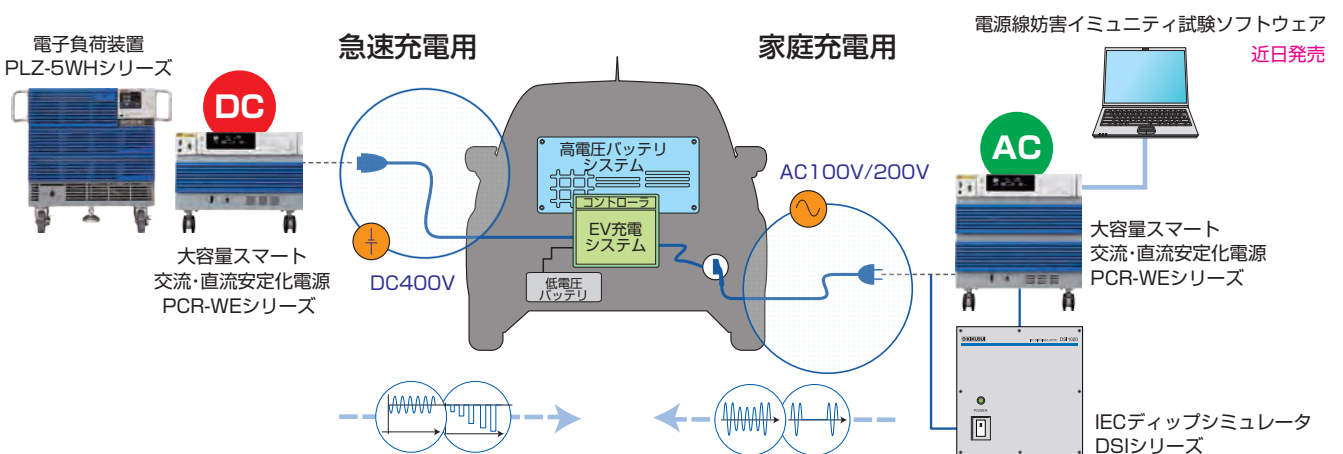 電子負荷装置
PLZ-5WHシリーズ
DC
大容量スマート
交流・直流安定化電源
PCR-WEシリーズ
急速充電用
DC400V
高電圧バッテリ
システム
コントローラ
EV充電
システム
低電圧
バッテリ
家庭充電用
AC100V/200V
電源線妨害イミュニティ試験ソフトウェア
近日発売
AC
大容量スマート
交流・直流安定化電源
PCR-WEシリーズ
KIKUSUI
DSI 1020
POWER
IECディップシミュレータ
DSIシリーズ